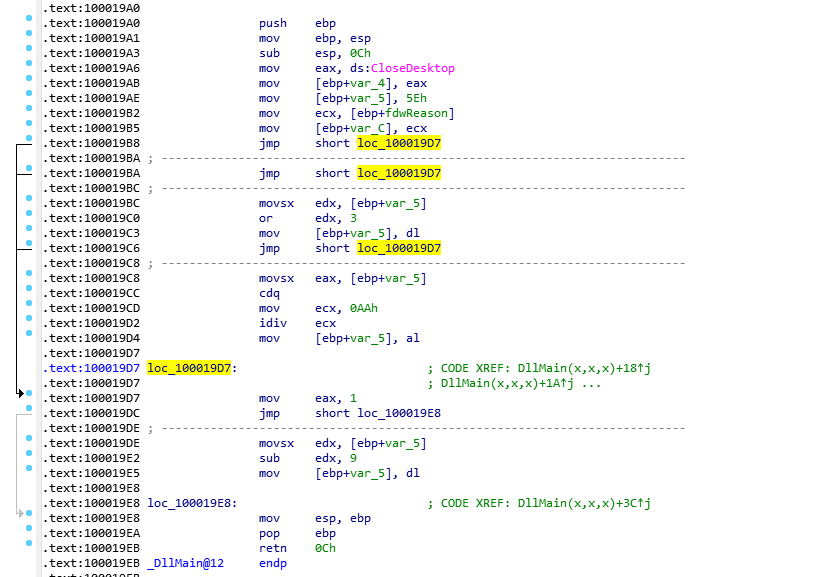 .text:100019A0
.text:100019A0 push ebp
.text:100019A1 mov ebp, esp
.text:100019A3 sub esp, 0Ch
.text:100019A6 mov eax, ds:CloseDesktop
.text:100019AB mov [ebp+var_4], eax
.text:100019AE mov [ebp+var_5], 5Eh
.text:100019B2 mov ecx, [ebp+fdwReason]
.text:100019B5 mov [ebp+var_C], ecx
.text:100019B8 jmp short loc_100019D7
.text:100019BA ; ---------------------------------------------------------------------------
.text:100019BA jmp short loc_100019D7
.text:100019BC ; ---------------------------------------------------------------------------
.text:100019BC movsx edx, [ebp+var_5]
.text:100019C0 or edx, 3
.text:100019C3 mov [ebp+var_5], dl
.text:100019C6 jmp short loc_100019D7
.text:100019C8 ; ---------------------------------------------------------------------------
.text:100019C8 movsx eax, [ebp+var_5]
.text:100019CC cdq
.text:100019CD mov ecx, 0AAh
.text:100019D2 idiv ecx
.text:100019D4 mov [ebp+var_5], al
.text:100019D7
.text:100019D7 loc_100019D7: ; CODE XREF: DllMain(x,x,x)+18↑j
.text:100019D7 ; DllMain(x,x,x)+1A↑j ...
.text:100019D7 mov eax, 1
.text:100019DC jmp short loc_100019E8
.text:100019DE ; ---------------------------------------------------------------------------
.text:100019DE movsx edx, [ebp+var_5]
.text:100019E2 sub edx, 9
.text:100019E5 mov [ebp+var_5], dl
.text:100019E8
.text:100019E8 loc_100019E8: ; CODE XREF: DllMain(x,x,x)+3C↑j
.text:100019E8 mov esp, ebp
.text:100019EA pop ebp
.text:100019EB retn 0Ch
.text:100019EB _DllMain@12 endp